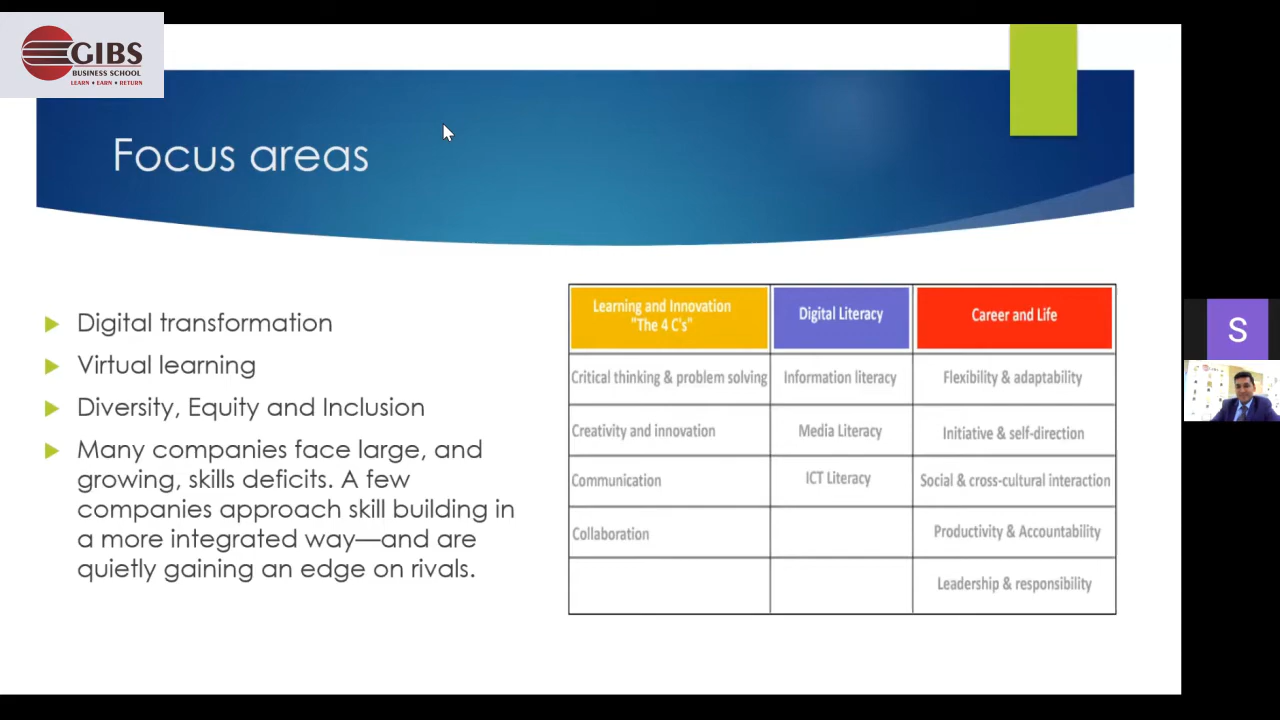 GIBS
BUSINESS SCHOOL
LEARN • EARN • RETURN
Focus areas
Digital transformation
Virtual learning
Diversity, Equity and Inclusion
Many companies face large, and
growing, skills deficits. A few
companies approach skill building in
a more integrated way—and are
quietly gaining an edge on rivals.
Learning and Innovation
"The 4 C's"
Digital Literacy
Career and Life
Critical thinking & problem solving
Information literacy
Flexibility & adaptability
Creativity and innovation
Media Literacy
Initiative & self-direction
Communication
ICT Literacy
Social & cross-cultural interaction
Collaboration
Productivity & Accountability
Leadership & responsibility
S